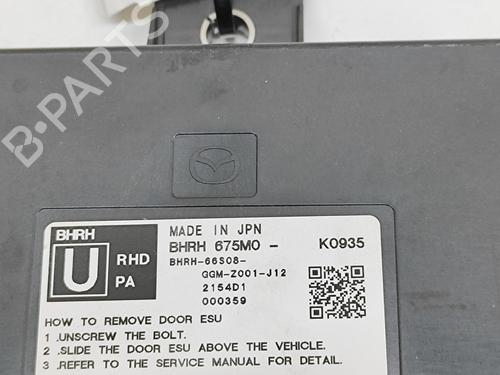 BHRH
U
RHD
PA
MADE IN JPN
BHRH 675M0 - K0935
BHRH-66S08-
GGM-Z001-J12
2154D1
000359
HOW TO REMOVE DOOR ESU
1 .UNSCREW THE BOLT.
2 .SLIDE THE DOOR ESU ABOVE THE VEHICLE.
3 .REFER TO THE SERVICE MANUAL FOR DETAIL.
B-PARTS